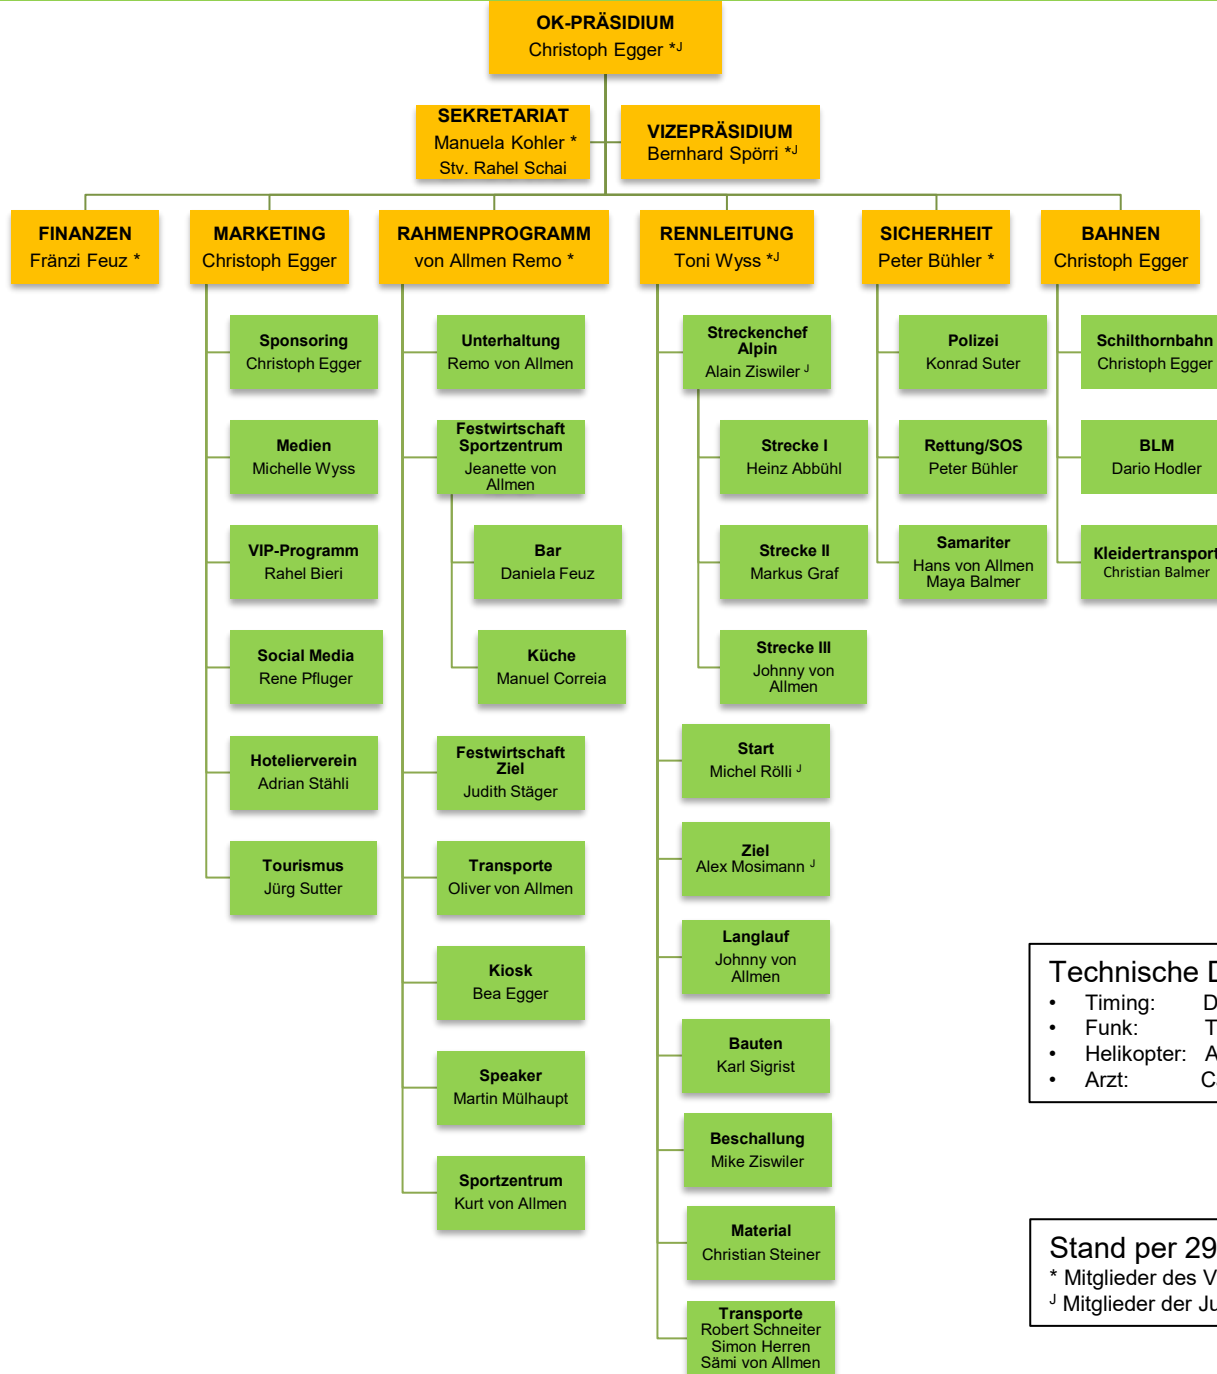 OK-PRÄSIDIUM
Christoph Egger *ᴶ
SEKRETARIAT
Manuela Kohler *
Stv. Rahel Schai
VIZEPRÄSIDIUM
Bernhard Spörri *ᴶ
FINANZEN
Fränzi Feuz *
MARKETING
Christoph Egger
RAHMENPROGRAMM
von Allmen Remo *
RENNLEITUNG
Toni Wyss *ᴶ
SICHERHEIT
Peter Bühler *
BAHNEN
Christoph Egger
Sponsoring
Christoph Egger
Medien
Michelle Wyss
VIP-Programm
Rahel Bieri
Social Media
Rene Pfluger
Hotelierverein
Adrian Stähli
Tourismus
Jürg Sutter
Unterhaltung
Remo von Allmen
Festwirtschaft
Sportzentrum
Jeanette von
Allmen
Bar
Daniela Feuz
Küche
Manuel Correia
Festwirtschaft
Ziel
Judith Stäger
Transporte
Oliver von Allmen
Kiosk
Bea Egger
Speaker
Martin Mülhaupt
Sportzentrum
Kurt von Allmen
Streckenchef
Alpin
Alain Ziswiler ᴶ
Strecke I
Heinz Abbühl
Strecke II
Markus Graf
Strecke III
Johnny von
Allmen
Start
Michel Rölli ᴶ
Ziel
Alex Mosimann ᴶ
Langlauf
Johnny von
Allmen
Bauten
Karl Sigrist
Beschallung
Mike Ziswiler
Material
Christian Steiner
Transporte
Robert Schneiter
Simon Herren
Sämi von Allmen
Polizei
Konrad Suter
Rettung/SOS
Peter Bühler
Samariter
Hans von Allmen
Maya Balmer
Schilthornbahn
Christoph Egger
BLM
Dario Hodler
Kleidertransport
Christian Balmer
Technische
• Timing:
• Funk:
• Helikopter:
• Arzt:
Stand per 29
* Mitglieder des
ᴶ Mitglieder der